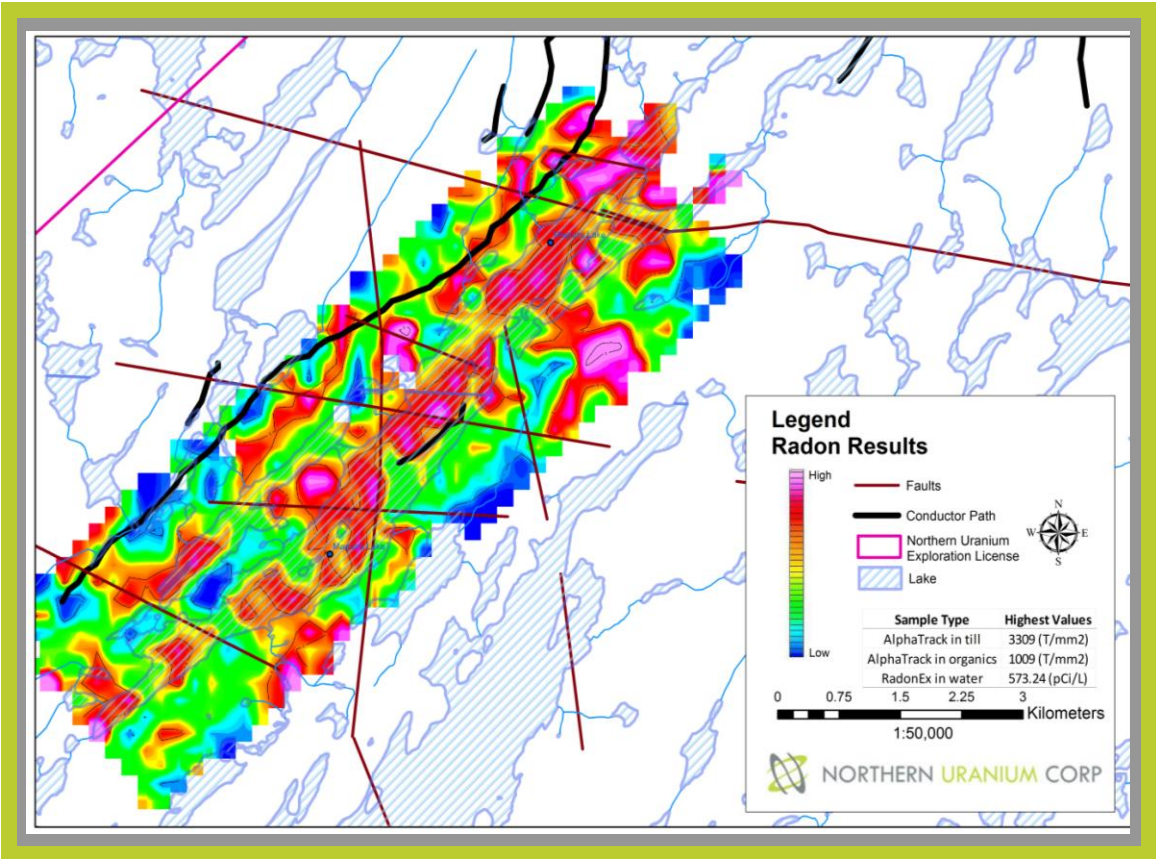 Legend
Radon Results
High
Low
Faults
Conductor Path
Northern Uranium
Exploration License
Lake
N
W E
S
Sample Type Highest Values
AlphaTrack in till 3309 (T/mm2)
AlphaTrack in organics 1009 (T/mm2)
RadonEx in water 573.24 (pCi/L)
0 0.75 1.5 2.25 3
Kilometers
1:50,000
NORTHERN URANIUM CORP